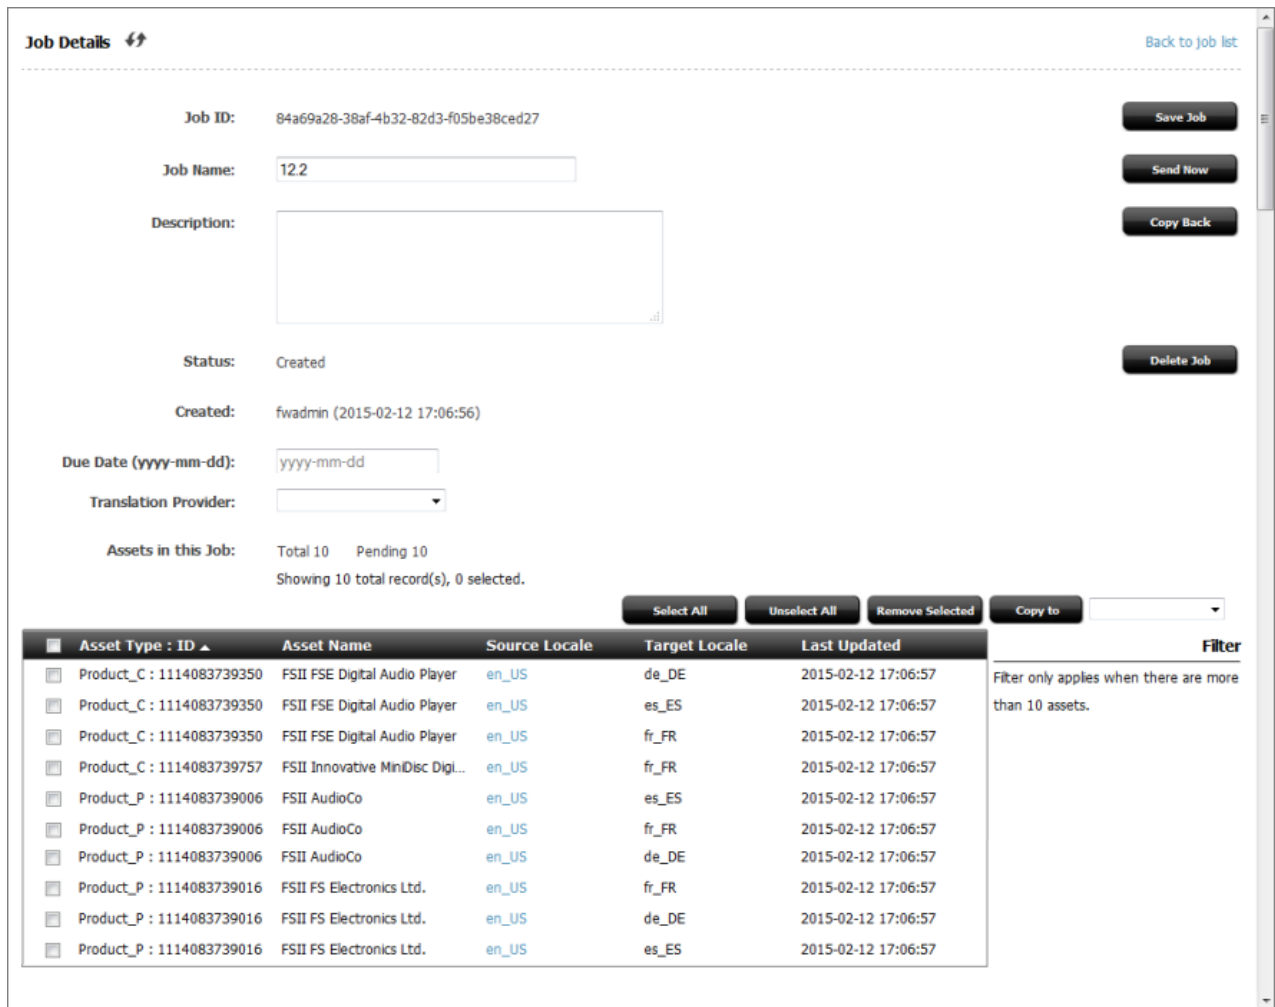 Job Details
Back to job list
Job ID: 84a69a28-38af-4b32-82d3-f05be38ced27
Save Job
Job Name: 12.2
Send Now
Description:
Copy Back
Status: Created
Delete Job
Created: fwadmin (2015-02-12 17:06:56)
Due Date (yyyy-mm-dd): yyyy-mm-dd
Translation Provider:
Assets in this Job: Total 10 Pending 10
Showing 10 total record(s), 0 selected.
Select All Unselect All Remove Selected Copy to
Asset Type : ID Asset Name Source Locale Target Locale Last Updated
Filter
Filter only applies when there are more
than 10 assets.
Product_C : 1114083739350 FSII FSE Digital Audio Player en_US de_DE 2015-02-12 17:06:57
Product_C : 1114083739350 FSII FSE Digital Audio Player en_US es_ES 2015-02-12 17:06:57
Product_C : 1114083739350 FSII FSE Digital Audio Player en_US fr_FR 2015-02-12 17:06:57
Product_C : 1114083739757 FSII Innovative MiniDisc Digi... en_US fr_FR 2015-02-12 17:06:57
Product_P : 1114083739006 FSII AudioCo en_US es_ES 2015-02-12 17:06:57
Product_P : 1114083739006 FSII AudioCo en_US fr_FR 2015-02-12 17:06:57
Product_P : 1114083739006 FSII AudioCo en_US de_DE 2015-02-12 17:06:57
Product_P : 1114083739016 FSII FS Electronics Ltd. en_US fr_FR 2015-02-12 17:06:57
Product_P : 1114083739016 FSII FS Electronics Ltd. en_US de_DE 2015-02-12 17:06:57
Product_P : 1114083739016 FSII FS Electronics Ltd. en_US es_ES 2015-02-12 17:06:57